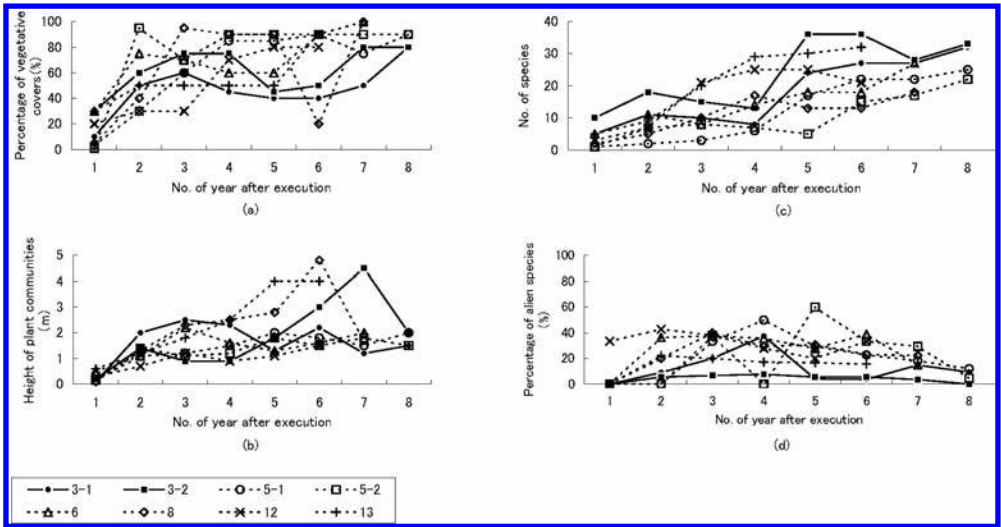 Percentage of vegetative
covers(%)
100
80
60
40
20
0
1 2 3 4 5 6 7 8
No. of year after execution
(a)
No. of species
40
30
20
10
0
1 2 3 4 5 6 7 8
No. of year after execution
(c)
Height of plant communities
(m)
5
4
3
2
1
0
1 2 3 4 5 6 7 8
No. of year after execution
(b)
Percentage of alien species
(%)
100
80
60
40
20
0
1 2 3 4 5 6 7 8
No. of year after execution
(d)
3-1 3-2 5-1 5-2
6 8 12 13